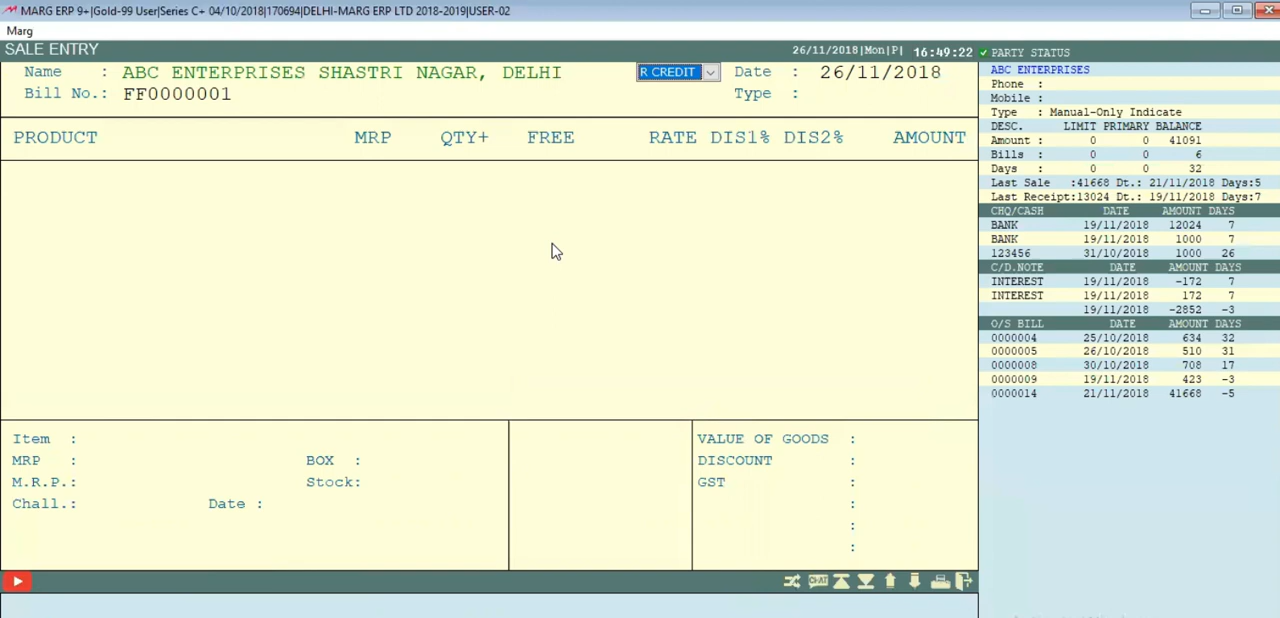 MARG ERP 9+|Gold-99 User|Series C+ 04/10/2018|170694|DELHI-MARG ERP LTD 2018-2019|USER-02
Marg
SALE ENTRY 26/11/2018|Mon|P| 16:49:22
Name : ABC ENTERPRISES SHASTRI NAGAR, DELHI R CREDIT Date : 26/11/2018
Bill No.: FF0000001 Type :
PRODUCT MRP QTY+ FREE RATE DIS1% DIS2% AMOUNT
Item :
MRP : BOX :
M.R.P.: Stock:
Chall.: Date :
VALUE OF GOODS :
DISCOUNT :
GST :
:
:
:
CHAT
PARTY STATUS
ABC ENTERPRISES
Phone :
Mobile :
Type : Manual-Only Indicate
DESC. LIMIT PRIMARY BALANCE
Amount : 0 0 41091
Bills : 0 0 6
Days : 0 0 32
Last Sale :41668 Dt.: 21/11/2018 Days:5
Last Receipt:13024 Dt.: 19/11/2018 Days:7
CHQ/CASH DATE AMOUNT DAYS
BANK 19/11/2018 12024 7
BANK 19/11/2018 1000 7
123456 31/10/2018 1000 26
C/D.NOTE DATE AMOUNT DAYS
INTEREST 19/11/2018 -172 7
INTEREST 19/11/2018 172 7
19/11/2018 -2852 -3
O/S BILL DATE AMOUNT DAYS
0000004 25/10/2018 634 32
0000005 26/10/2018 510 31
0000008 30/10/2018 708 17
0000009 19/11/2018 423 -3
0000014 21/11/2018 41668 -5